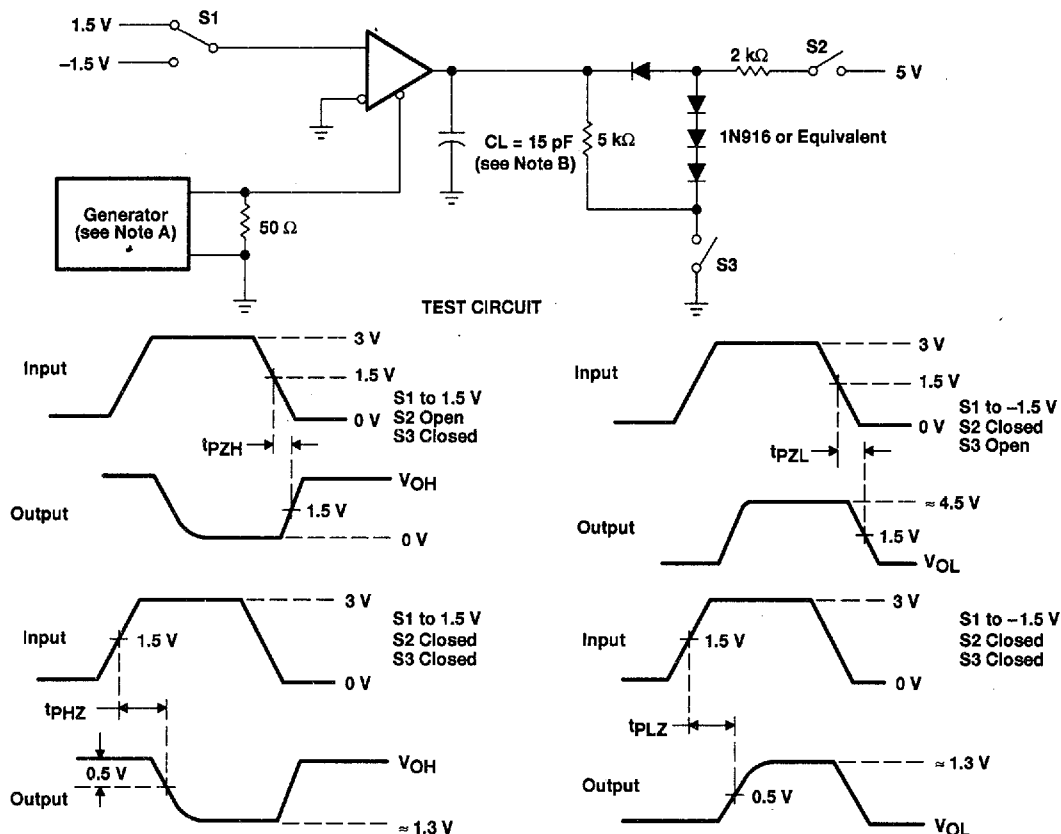 1.5 V
S1
–1.5 V
2 kΩ
S2
5 V
CL = 15 pF
(see Note B)
5 kΩ
1N916 or Equivalent
Generator
(see Note A)
50 Ω
S3
TEST CIRCUIT
Input
3 V
1.5 V
0 V
S1 to 1.5 V
S2 Open
S3 Closed
tPZH
Output
VOH
1.5 V
0 V
Input
3 V
1.5 V
0 V
S1 to –1.5 V
S2 Closed
S3 Open
tPZL
Output
≈ 4.5 V
1.5 V
VOL
Input
3 V
1.5 V
0 V
S1 to 1.5 V
S2 Closed
S3 Closed
tPHZ
Output
0.5 V
VOH
≈ 1.3 V
Input
3 V
1.5 V
0 V
S1 to –1.5 V
S2 Closed
S3 Closed
tPLZ
Output
≈ 1.3 V
0.5 V
VOL